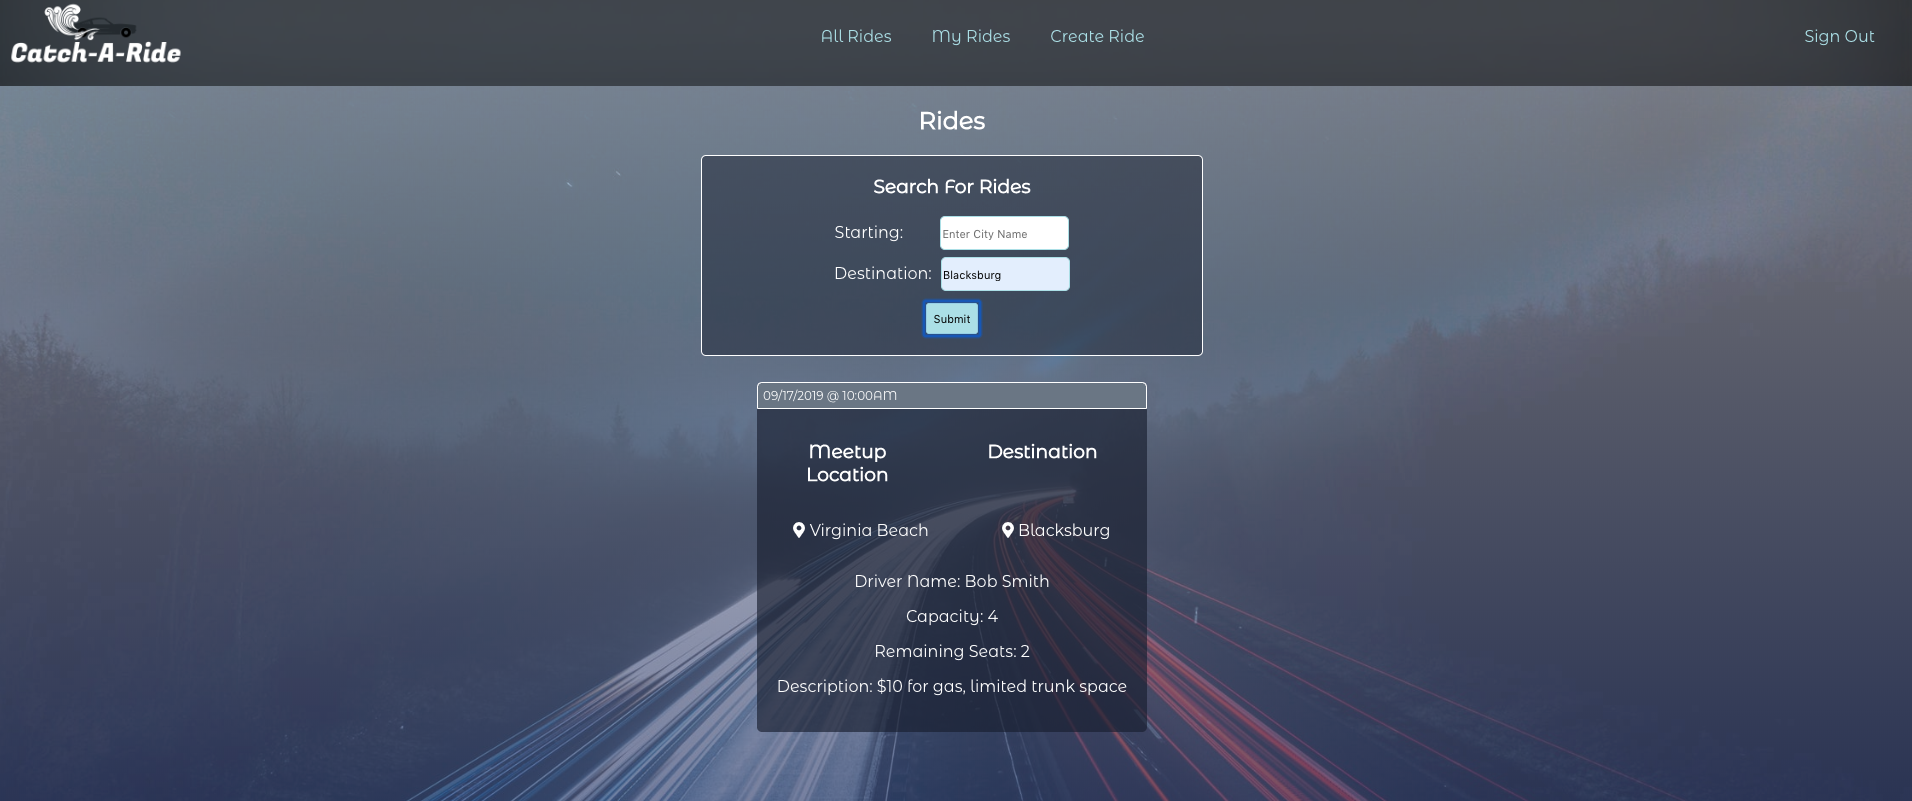 Catch-A-Ride
All Rides
My Rides
Create Ride
Sign Out
Rides
Search For Rides
Starting:
Enter City Name
Destination:
Blacksburg
Submit
09/17/2019 @ 10:00AM
Meetup
Location
Destination
Virginia Beach
Blacksburg
Driver Name: Bob Smith
Capacity: 4
Remaining Seats: 2
Description: $10 for gas, limited trunk space